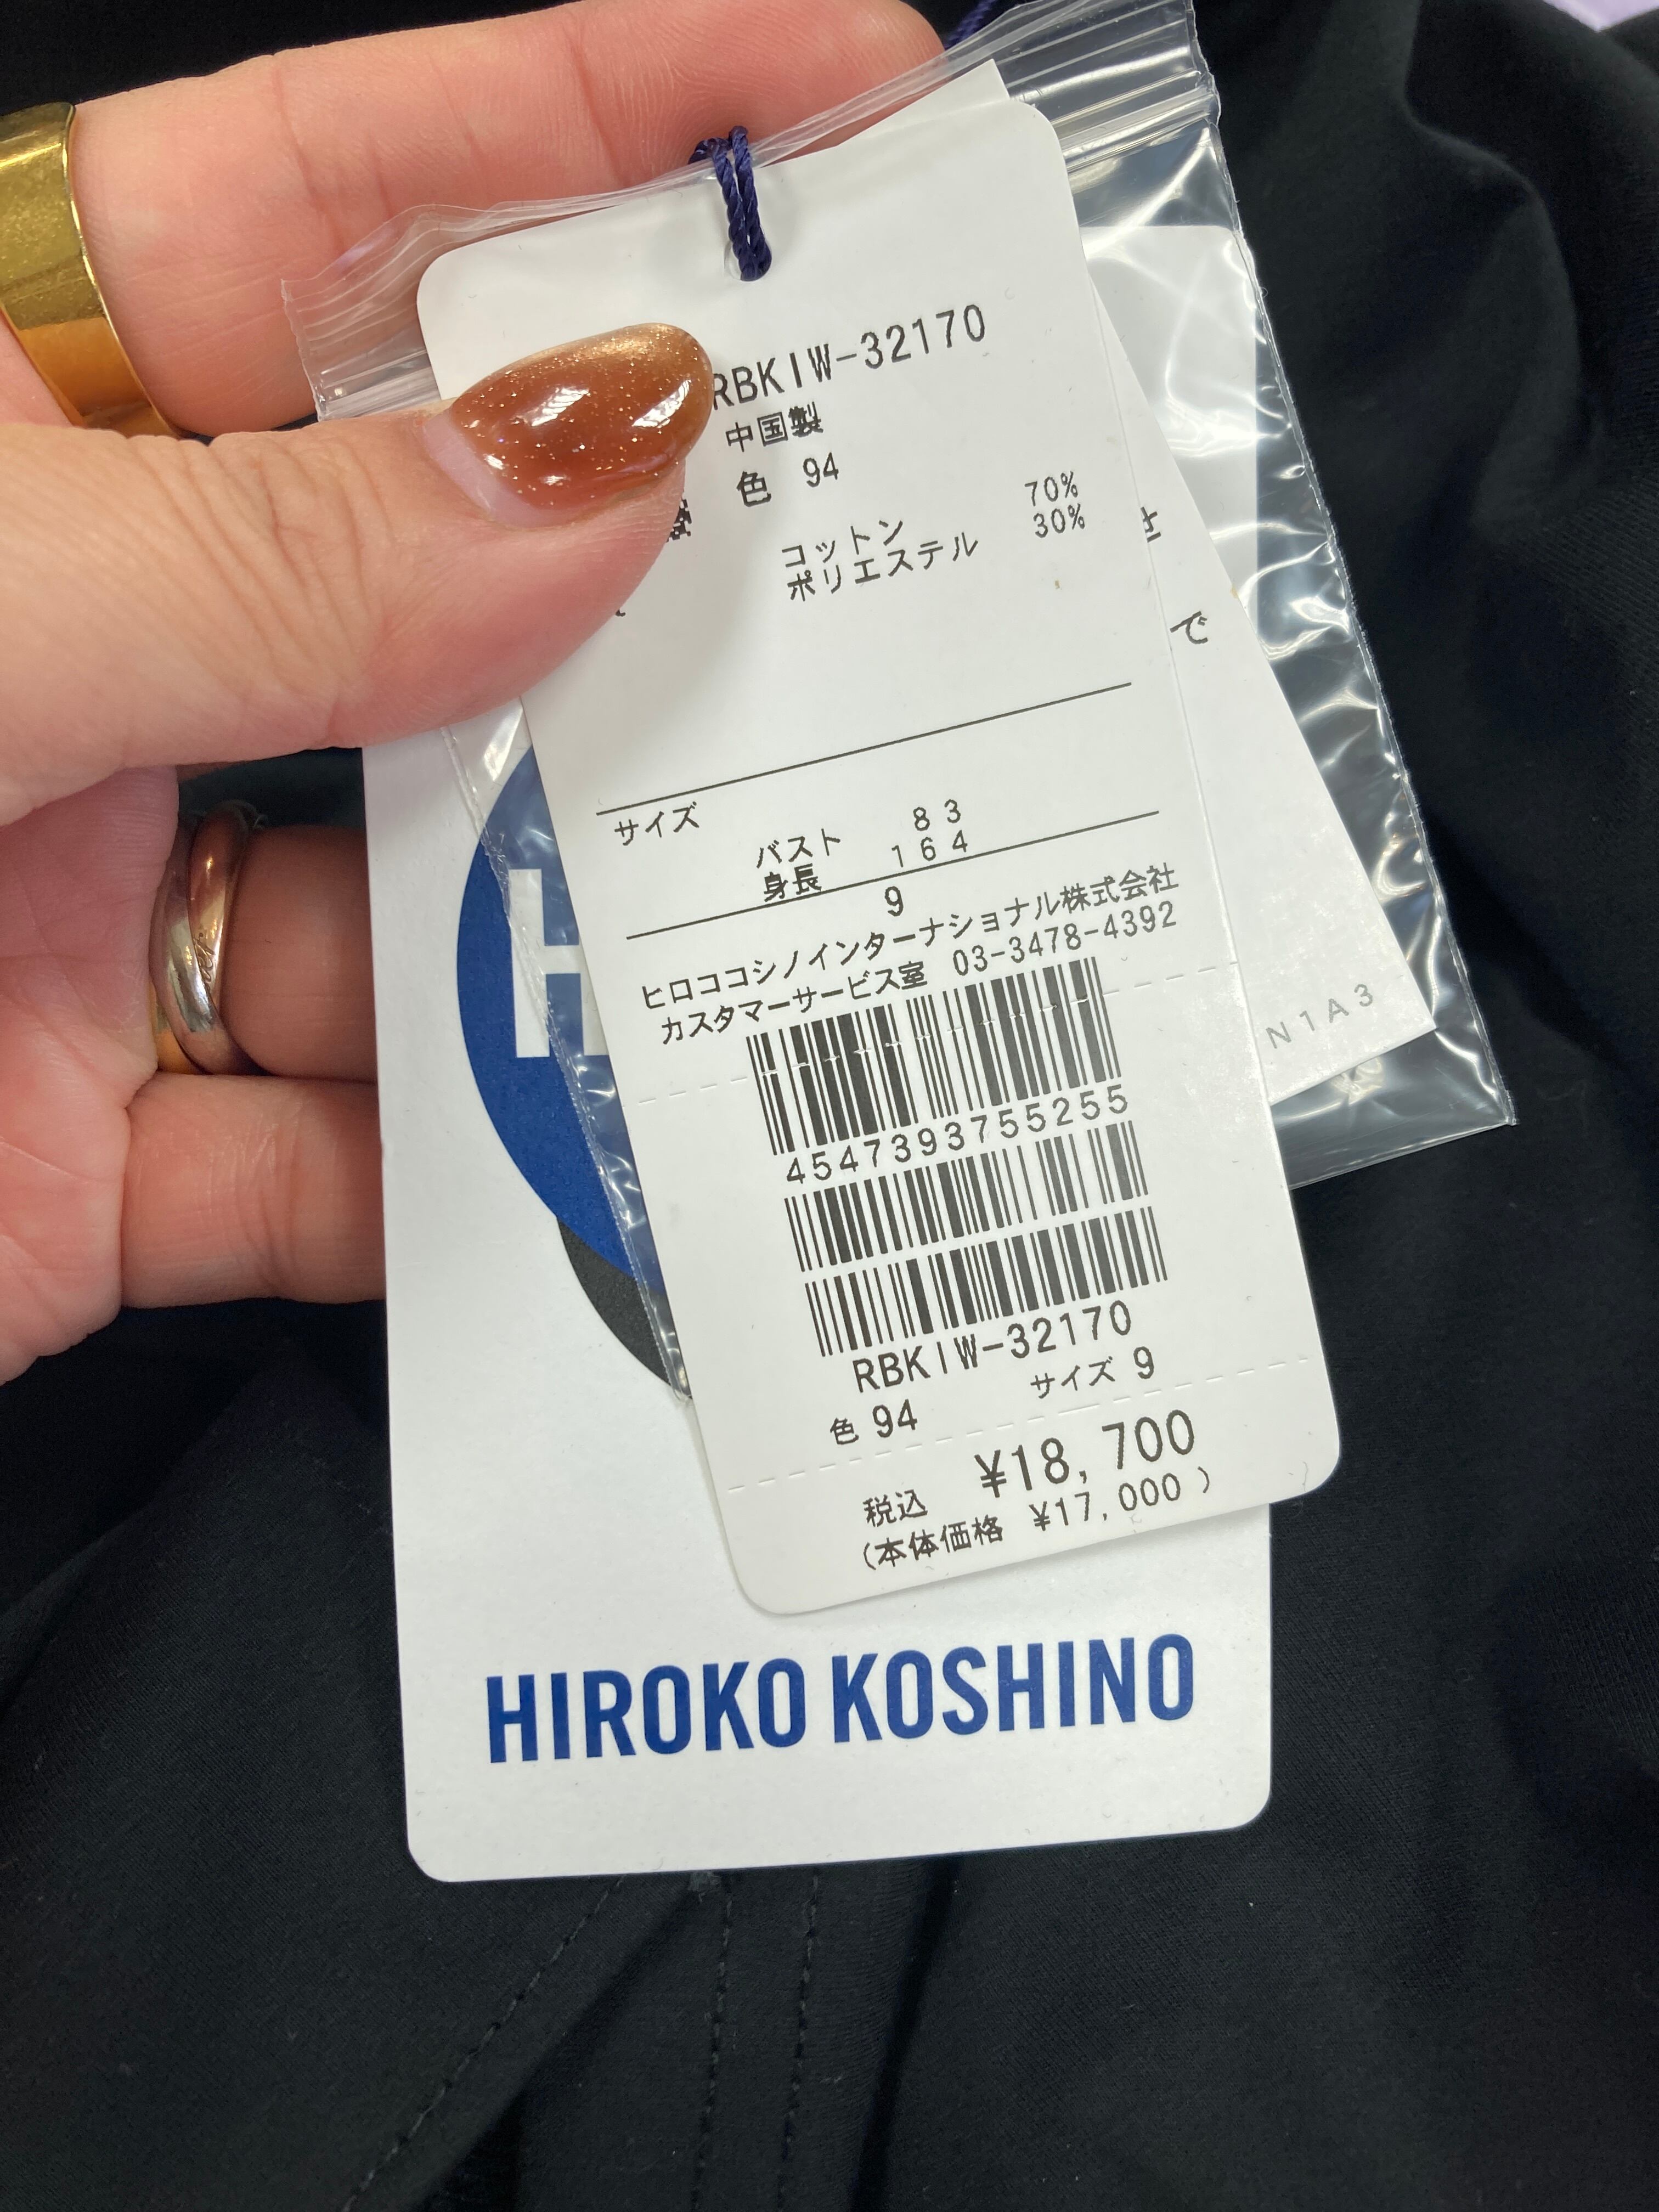 RBKIW-32170
中国製
色 94
コットン 70%
ポリエステル 30%
サイズ
バスト 83
身長 164
9
ヒロココシノインターナショナル株式会社
カスタマーサービス室 03-3478-4392
4547393755255
RBKIW-32170
色 94 サイズ 9
税込 ¥18,700
(本体価格 ¥17,000)
で
N1A3
H
HIROKO KOSHINO